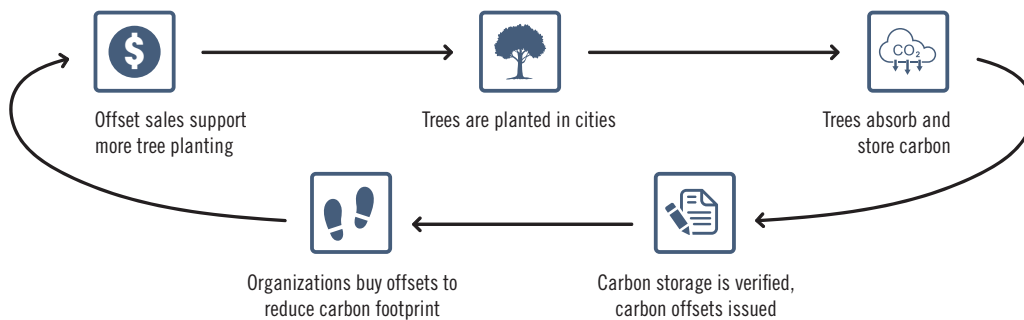 $
CO₂
Offset sales support
more tree planting
Trees are planted in cities
Trees absorb and
store carbon
Organizations buy offsets to
reduce carbon footprint
Carbon storage is verified,
carbon offsets issued